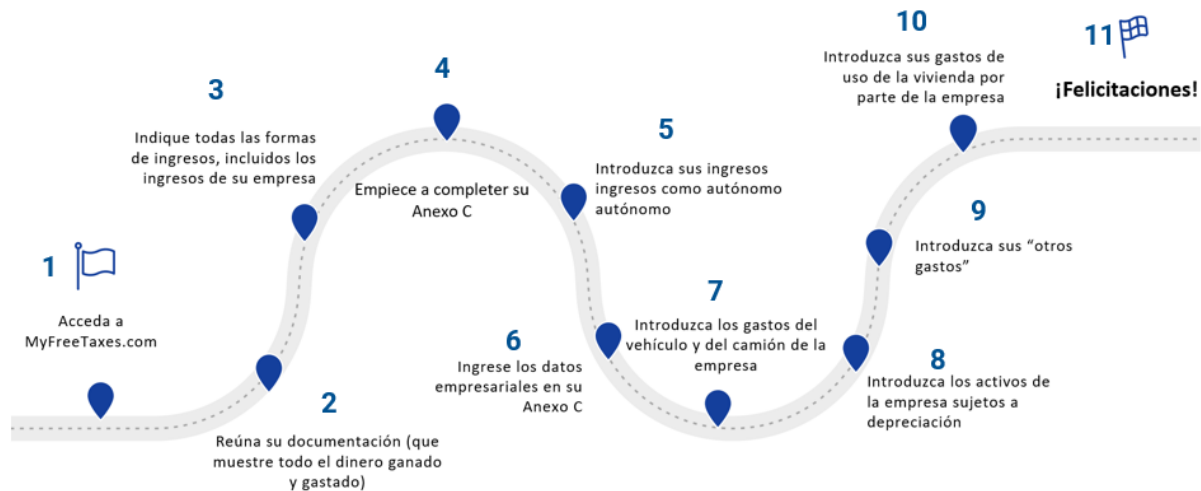 1
Acceda a
MyFreeTaxes.com
2
Reúna su documentación (que
muestre todo el dinero ganado
y gastado)
3
Indique todas las formas
de ingresos, incluidos los
ingresos de su empresa
4
Empiece a completer su
Anexo C
5
Introduzca sus ingresos
ingresos como autónomo
autónomo
6
Ingrese los datos
empresariales en su
Anexo C
7
Introduzca los gastos del
vehículo y del camión de la
empresa
8
Introduzca los activos de
la empresa sujetos a
depreciación
9
Introduzca sus “otros
gastos”
10
Introduzca sus gastos de
uso de la vivienda por
parte de la empresa
11
¡Felicitaciones!